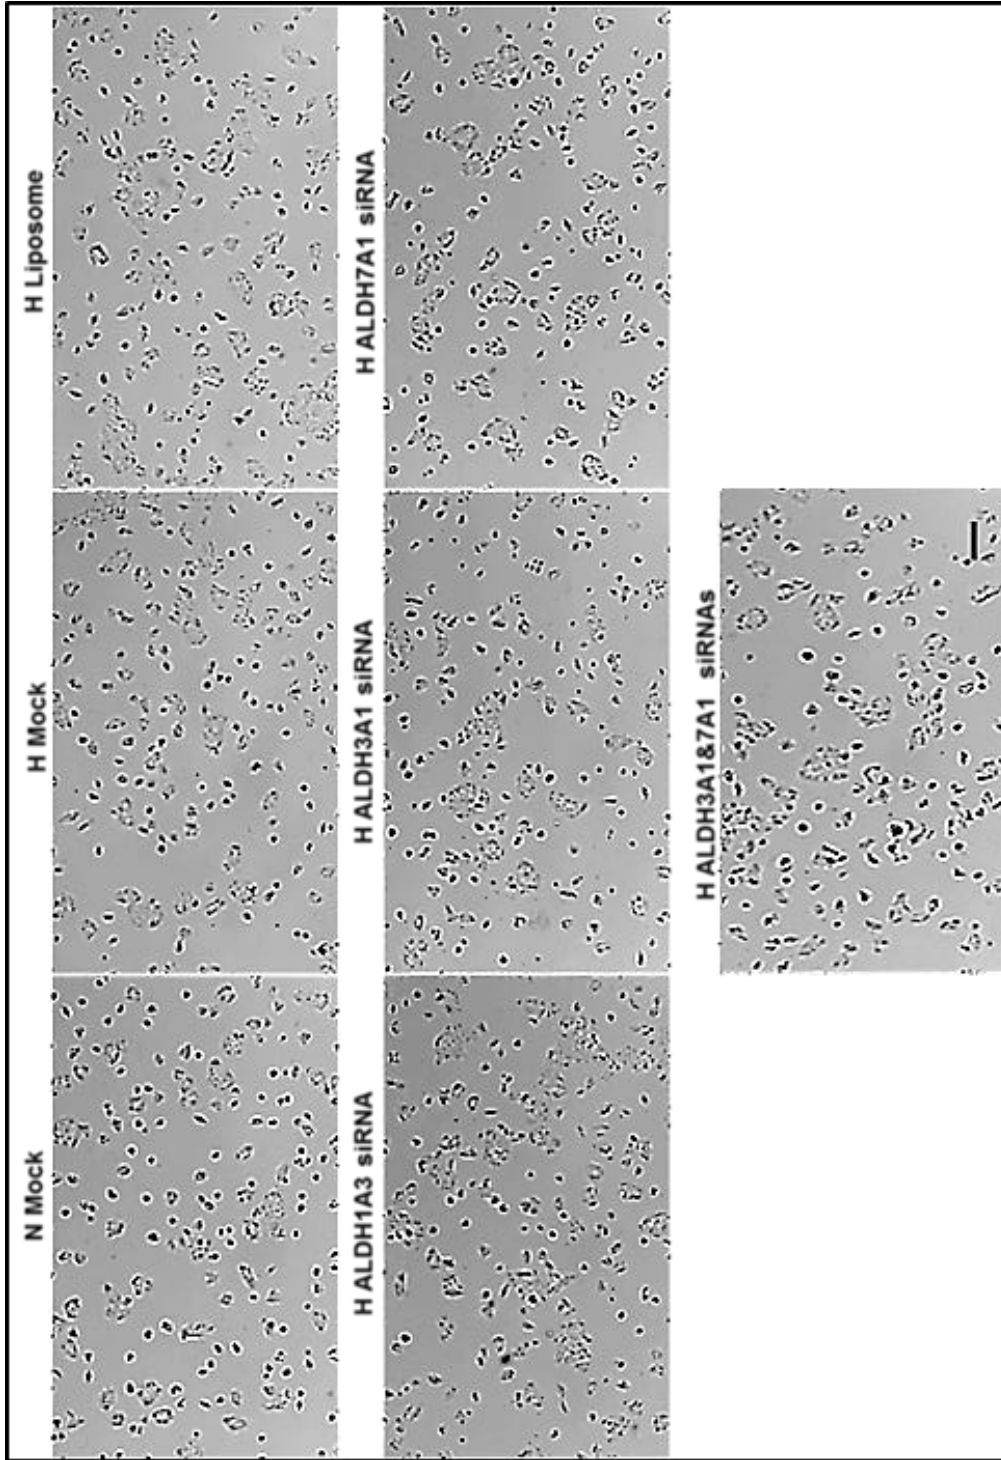 N Mock
H Mock
H Liposome
H ALDH1A3 siRNA
H ALDH3A1 siRNA
H ALDH7A1 siRNA
H ALDH3A1&7A1 siRNAs